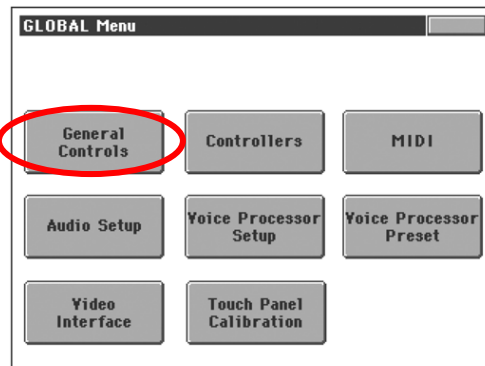 GLOBAL Menu
General
Controls
Controllers
MIDI
Audio Setup
Voice Processor
Setup
Voice Processor
Preset
Video
Interface
Touch Panel
Calibration